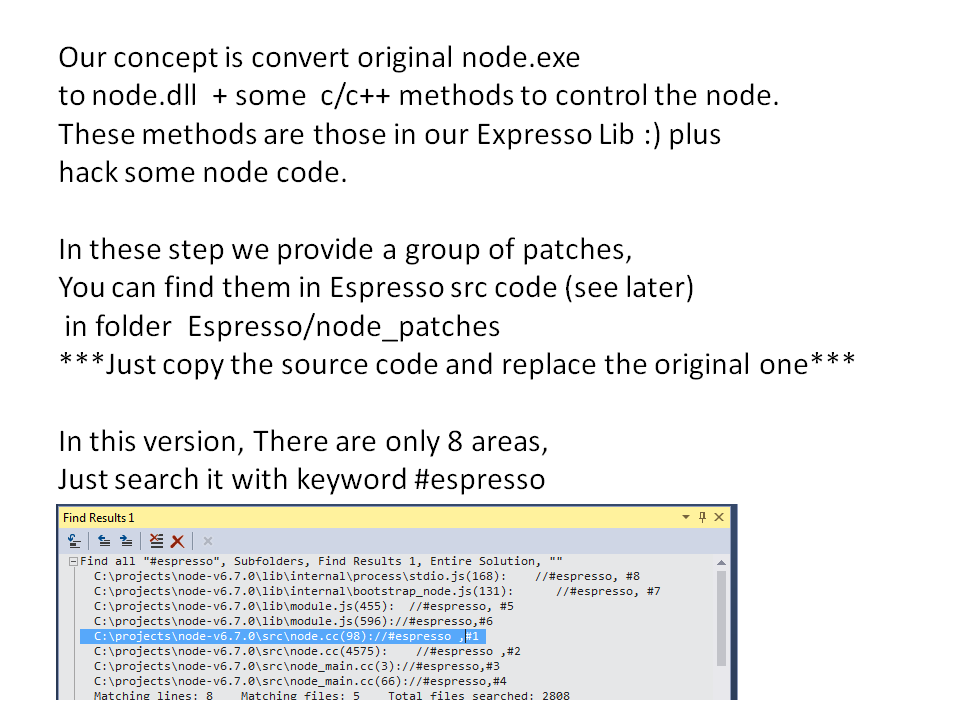 Our concept is convert original node.exe
to node.dll + some c/c++ methods to control the node.
These methods are those in our Expresso Lib :) plus
hack some node code.
In these step we provide a group of patches,
You can find them in Espresso src code (see later)
in folder Espresso/node_patches
***Just copy the source code and replace the original one***
In this version, There are only 8 areas,
Just search it with keyword #espresso
Find Results 1
Find all "#espresso", Subfolders, Find Results 1, Entire Solution, ""
C:\projects\node-v6.7.0\lib\internal\process\stdio.js(168): //#espresso, #8
C:\projects\node-v6.7.0\lib\internal\bootstrap_node.js(131): //#espresso, #7
C:\projects\node-v6.7.0\lib\module.js(455): //#espresso, #5
C:\projects\node-v6.7.0\lib\module.js(596)://#espresso,#6
C:\projects\node-v6.7.0\src\node.cc(98)://#espresso ,#1
C:\projects\node-v6.7.0\src\node.cc(4575): //#espresso ,#2
C:\projects\node-v6.7.0\src\node_main.cc(3)://#espresso,#3
C:\projects\node-v6.7.0\src\node_main.cc(66)://#espresso,#4
Matching lines: 8 Matching files: 5 Total files searched: 2808